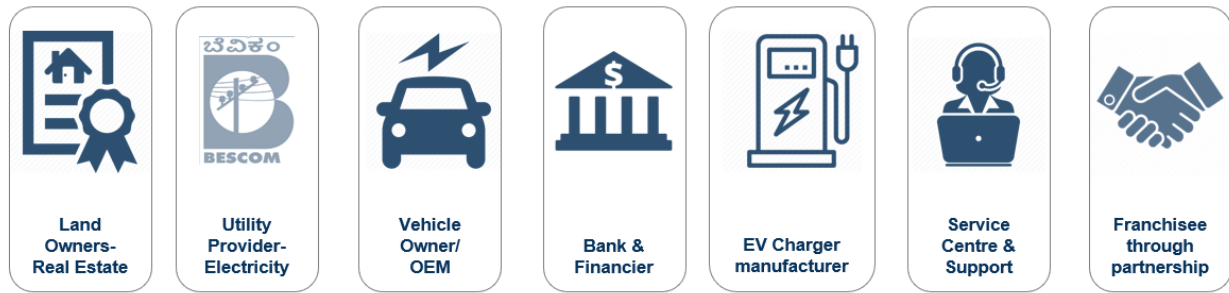 ಬೆವಿಕಂ
BESCOM
$
Land
Owners-
Real Estate
Utility
Provider-
Electricity
Vehicle
Owner/
OEM
Bank &
Financier
EV Charger
manufacturer
Service
Centre &
Support
Franchisee
through
partnership